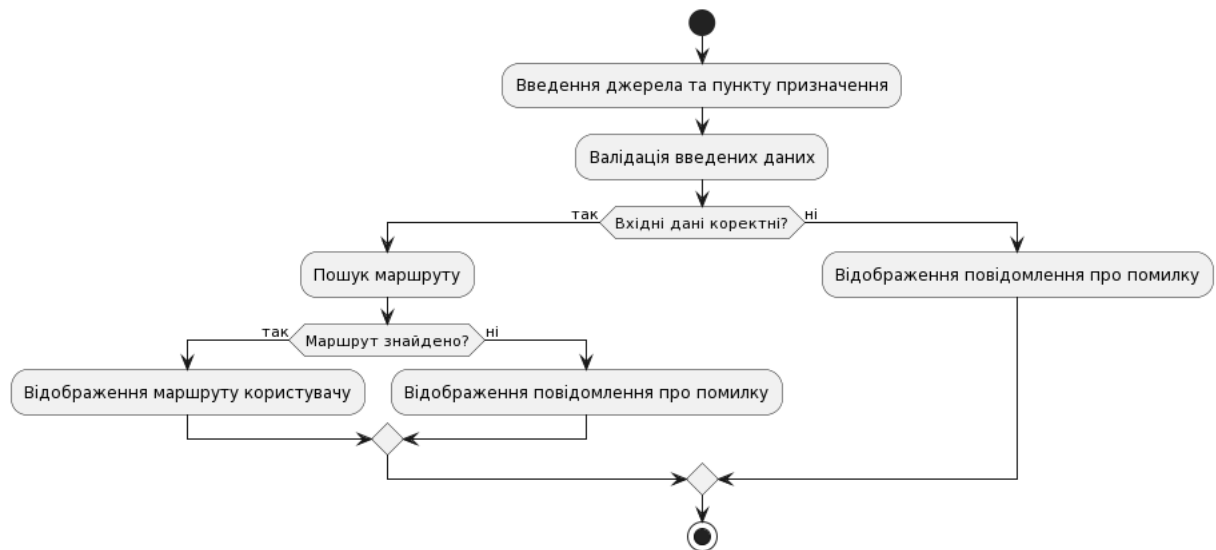 Введення джерела та пункту призначення
Валідація введених даних
так
Вхідні дані коректні?
ні
Пошук маршруту
Відображення повідомлення про помилку
так
Маршрут знайдено?
ні
Відображення маршруту користувачу
Відображення повідомлення про помилку